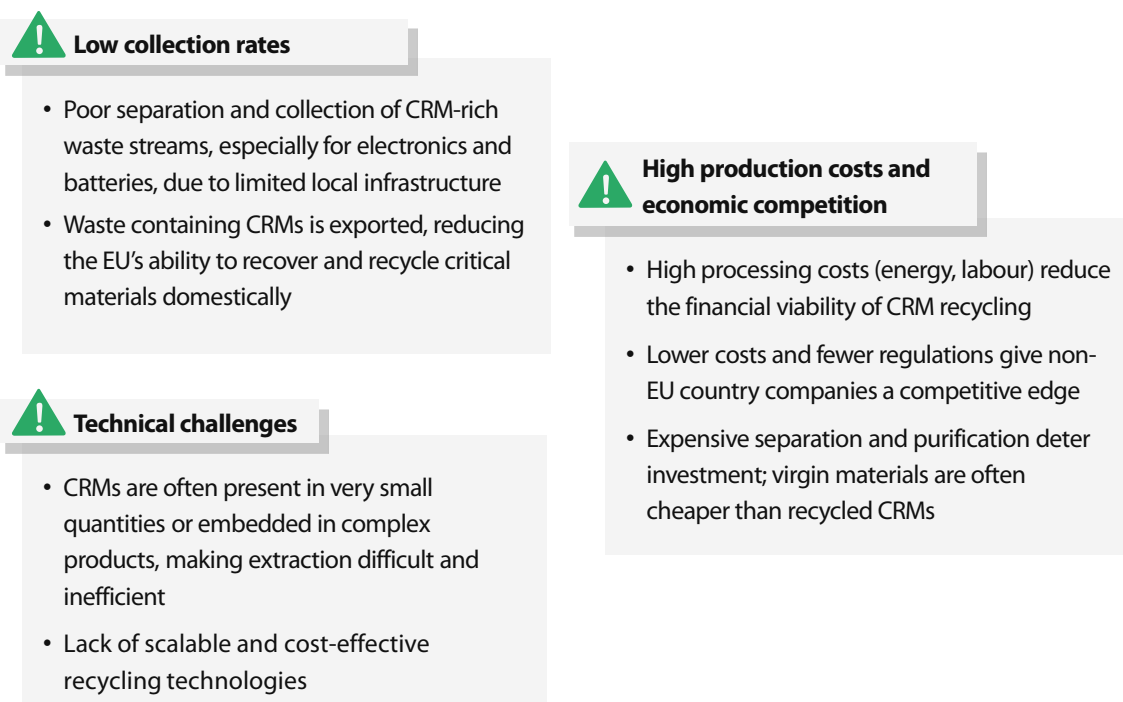 Low collection rates
• Poor separation and collection of CRM-rich
waste streams, especially for electronics and
batteries, due to limited local infrastructure
• Waste containing CRMs is exported, reducing
the EU's ability to recover and recycle critical
materials domestically
Technical challenges
• CRMs are often present in very small
quantities or embedded in complex
products, making extraction difficult and
inefficient
• Lack of scalable and cost-effective
recycling technologies
High production costs and
economic competition
• High processing costs (energy, labour) reduce
the financial viability of CRM recycling
• Lower costs and fewer regulations give non-
EU country companies a competitive edge
• Expensive separation and purification deter
investment; virgin materials are often
cheaper than recycled CRMs